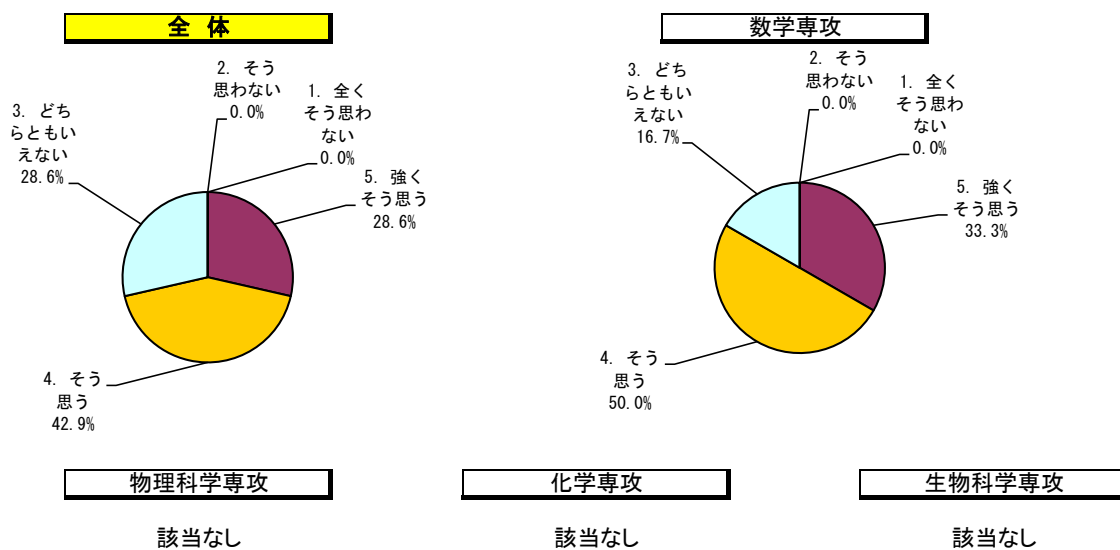 全 体
2. そう
思わない
0.0%
1. 全く
そう思わ
ない
0.0%
3. どち
らともい
えない
28.6%
5. 強く
そう思う
28.6%
4. そう
思う
42.9%
数学専攻
2. そう
思わない
0.0%
1. 全く
そう思わ
ない
0.0%
3. どち
らともい
えない
16.7%
5. 強く
そう思う
33.3%
4. そう
思う
50.0%
物理科学専攻
該当なし
化学専攻
該当なし
生物科学専攻
該当なし